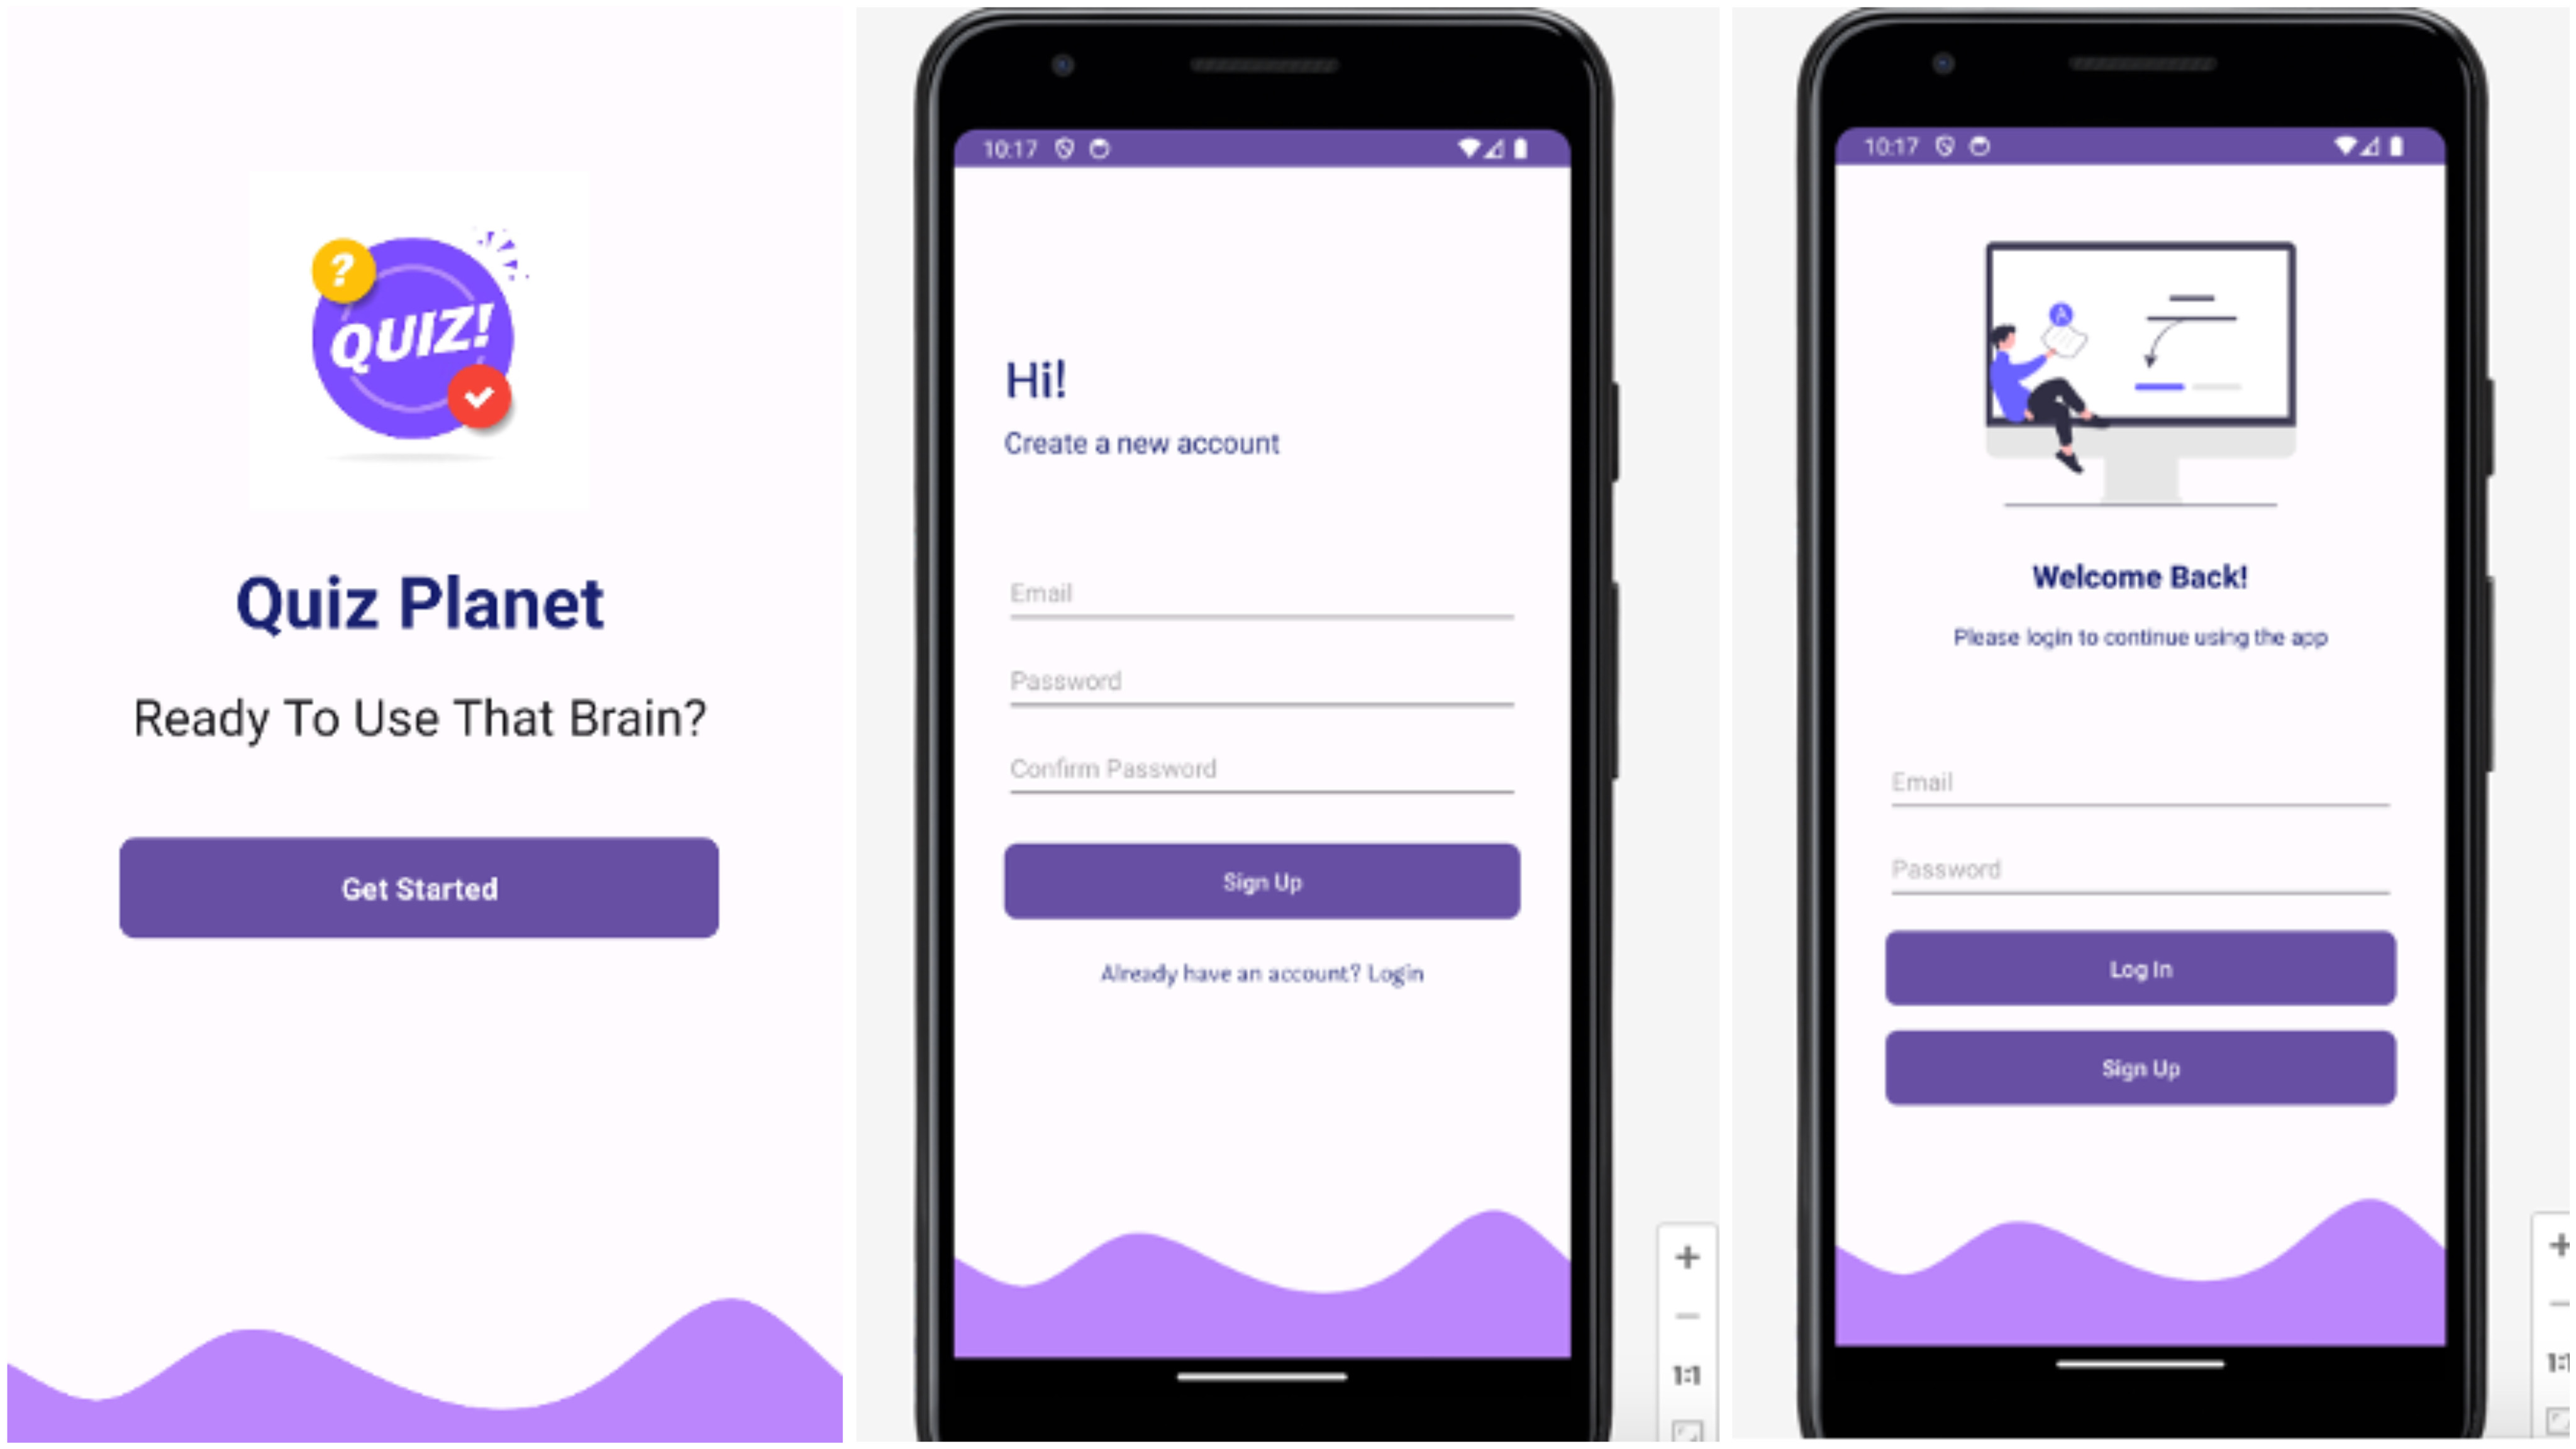 ?
QUIZ!
Quiz Planet
Ready To Use That Brain?
Get Started
10:17
Hi!
Create a new account
Email
Password
Confirm Password
Sign Up
Already have an account? Login
+
−
1:1
10:17
A
Welcome Back!
Please login to continue using the app
Email
Password
Log In
Sign Up
+
−
1:1